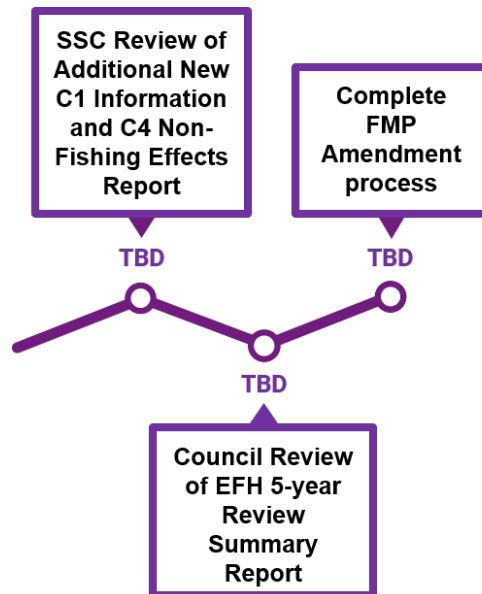 SSC Review of
Additional New
C1 Information
and C4 Non-
Fishing Effects
Report
TBD
TBD
Council Review
of EFH 5-year
Review
Summary
Report
Complete
FMP
Amendment
process
TBD